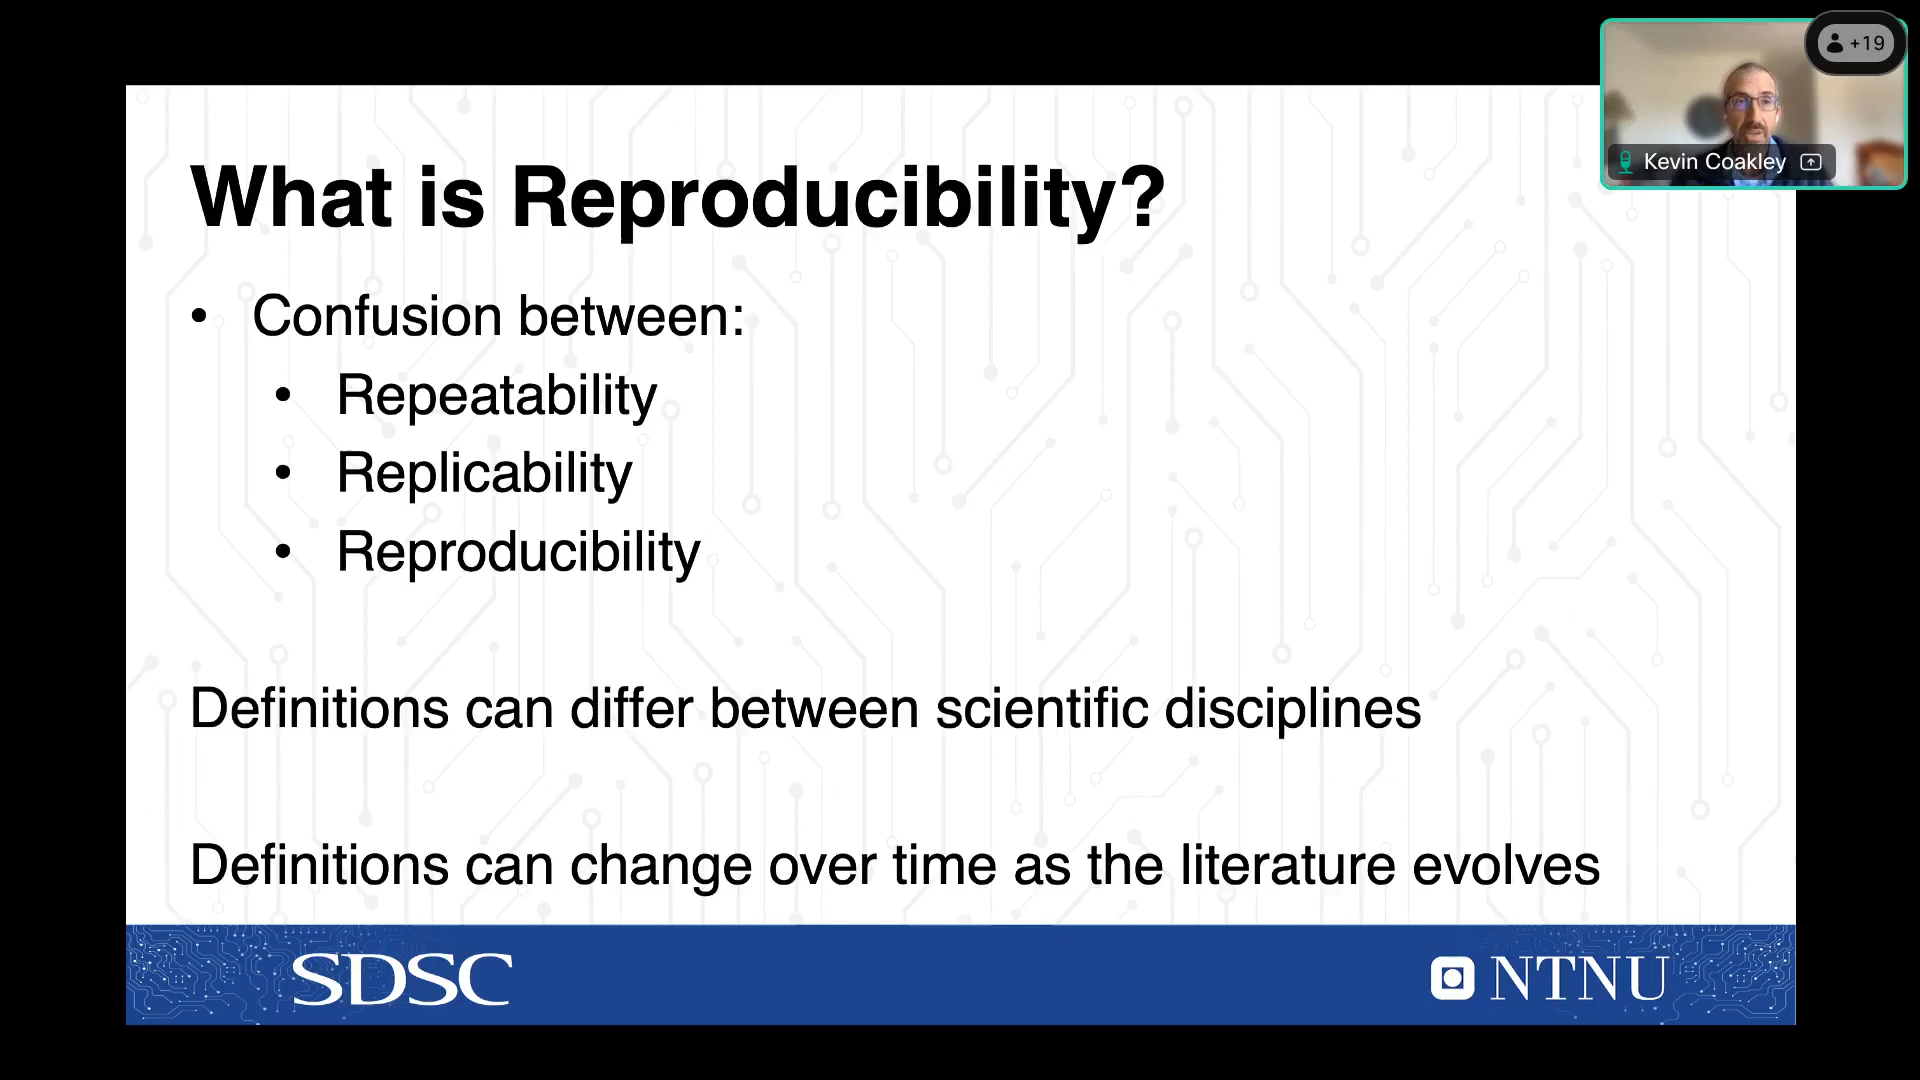 +19
Kevin Coakley
What is Reproducibility?
• Confusion between:
• Repeatability
• Replicability
• Reproducibility
Definitions can differ between scientific disciplines
Definitions can change over time as the literature evolves
SDSC
NTNU